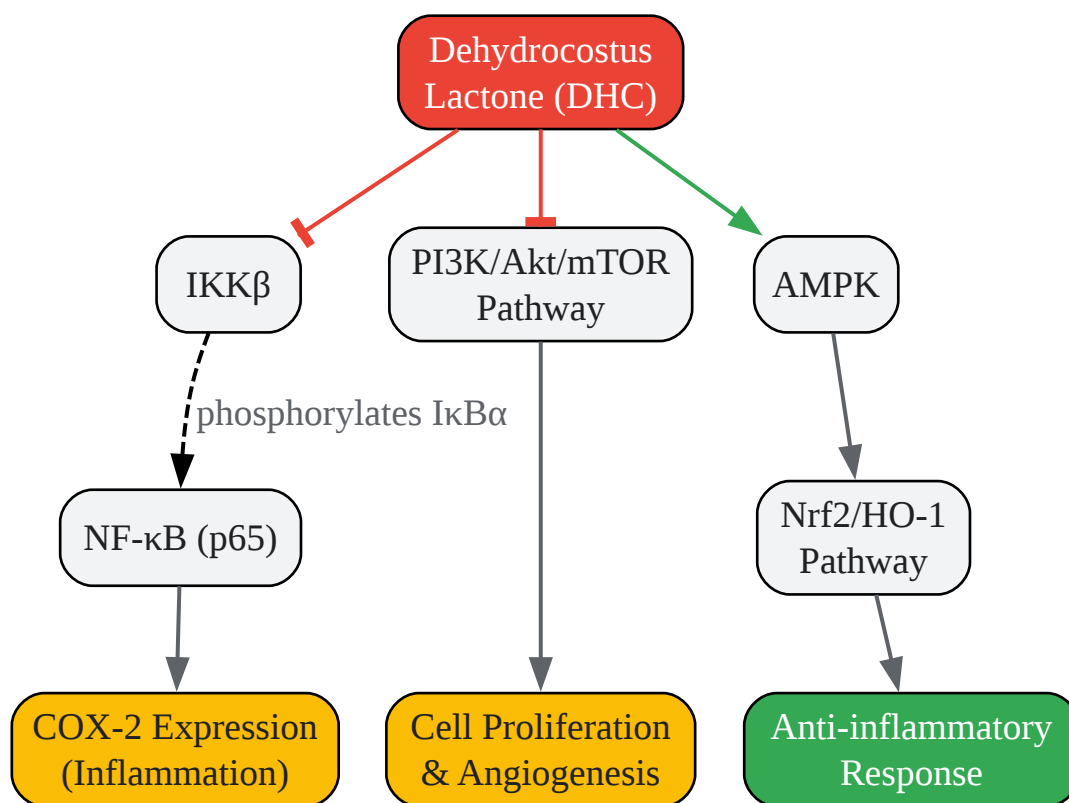 Dehydrocostus
Lactone (DHC)
IKKβ
PI3K/Akt/mTOR
Pathway
AMPK
phosphorylates IκBα
NF-κB (p65)
Nrf2/HO-1
Pathway
COX-2 Expression
(Inflammation)
Cell Proliferation
& Angiogenesis
Anti-inflammatory
Response